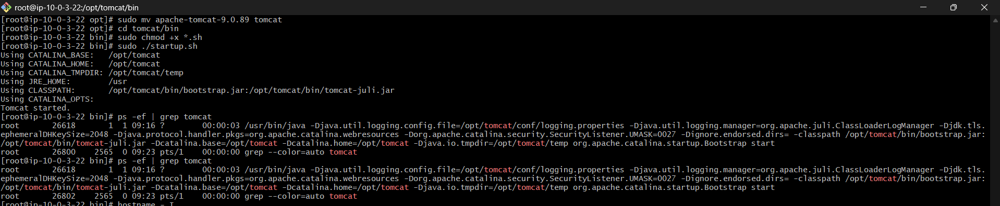 root@ip-10-0-3-22:/opt/tomcat/bin
[root@ip-10-0-3-22 opt]# sudo mv apache-tomcat-9.0.89 tomcat
[root@ip-10-0-3-22 opt]# cd tomcat/bin
[root@ip-10-0-3-22 bin]# sudo chmod +x *.sh
[root@ip-10-0-3-22 bin]# sudo ./startup.sh
Using CATALINA_BASE:   /opt/tomcat
Using CATALINA_HOME:   /opt/tomcat
Using CATALINA_TMPDIR: /opt/tomcat/temp
Using JRE_HOME:        /usr
Using CLASSPATH:       /opt/tomcat/bin/bootstrap.jar:/opt/tomcat/bin/tomcat-juli.jar
Using CATALINA_OPTS:
Tomcat started.
[root@ip-10-0-3-22 bin]# ps -ef | grep tomcat
root       26618       1  1 09:16 ?        00:00:03 /usr/bin/java -Djava.util.logging.config.file=/opt/tomcat/conf/logging.properties -Djava.util.logging.manager=org.apache.juli.ClassLoaderLogManager -Djdk.tls.
ephemeralDHKeySize=2048 -Djava.protocol.handler.pkgs=org.apache.catalina.webresources -Dorg.apache.catalina.security.SecurityListener.UMASK=0027 -Dignore.endorsed.dirs= -classpath /opt/tomcat/bin/bootstrap.jar:
/opt/tomcat/bin/tomcat-juli.jar -Dcatalina.base=/opt/tomcat -Dcatalina.home=/opt/tomcat -Djava.io.tmpdir=/opt/tomcat/temp org.apache.catalina.startup.Bootstrap start
root       26800    2565  0 09:23 pts/1    00:00:00 grep --color=auto tomcat
[root@ip-10-0-3-22 bin]# ps -ef | grep tomcat
root       26618       1  1 09:16 ?        00:00:03 /usr/bin/java -Djava.util.logging.config.file=/opt/tomcat/conf/logging.properties -Djava.util.logging.manager=org.apache.juli.ClassLoaderLogManager -Djdk.tls.
ephemeralDHKeySize=2048 -Djava.protocol.handler.pkgs=org.apache.catalina.webresources -Dorg.apache.catalina.security.SecurityListener.UMASK=0027 -Dignore.endorsed.dirs= -classpath /opt/tomcat/bin/bootstrap.jar:
/opt/tomcat/bin/tomcat-juli.jar -Dcatalina.base=/opt/tomcat -Dcatalina.home=/opt/tomcat -Djava.io.tmpdir=/opt/tomcat/temp org.apache.catalina.startup.Bootstrap start
root       26802    2565  0 09:23 pts/1    00:00:00 grep --color=auto tomcat
[root@ip-10-0-3-22 bin]# hostname - I